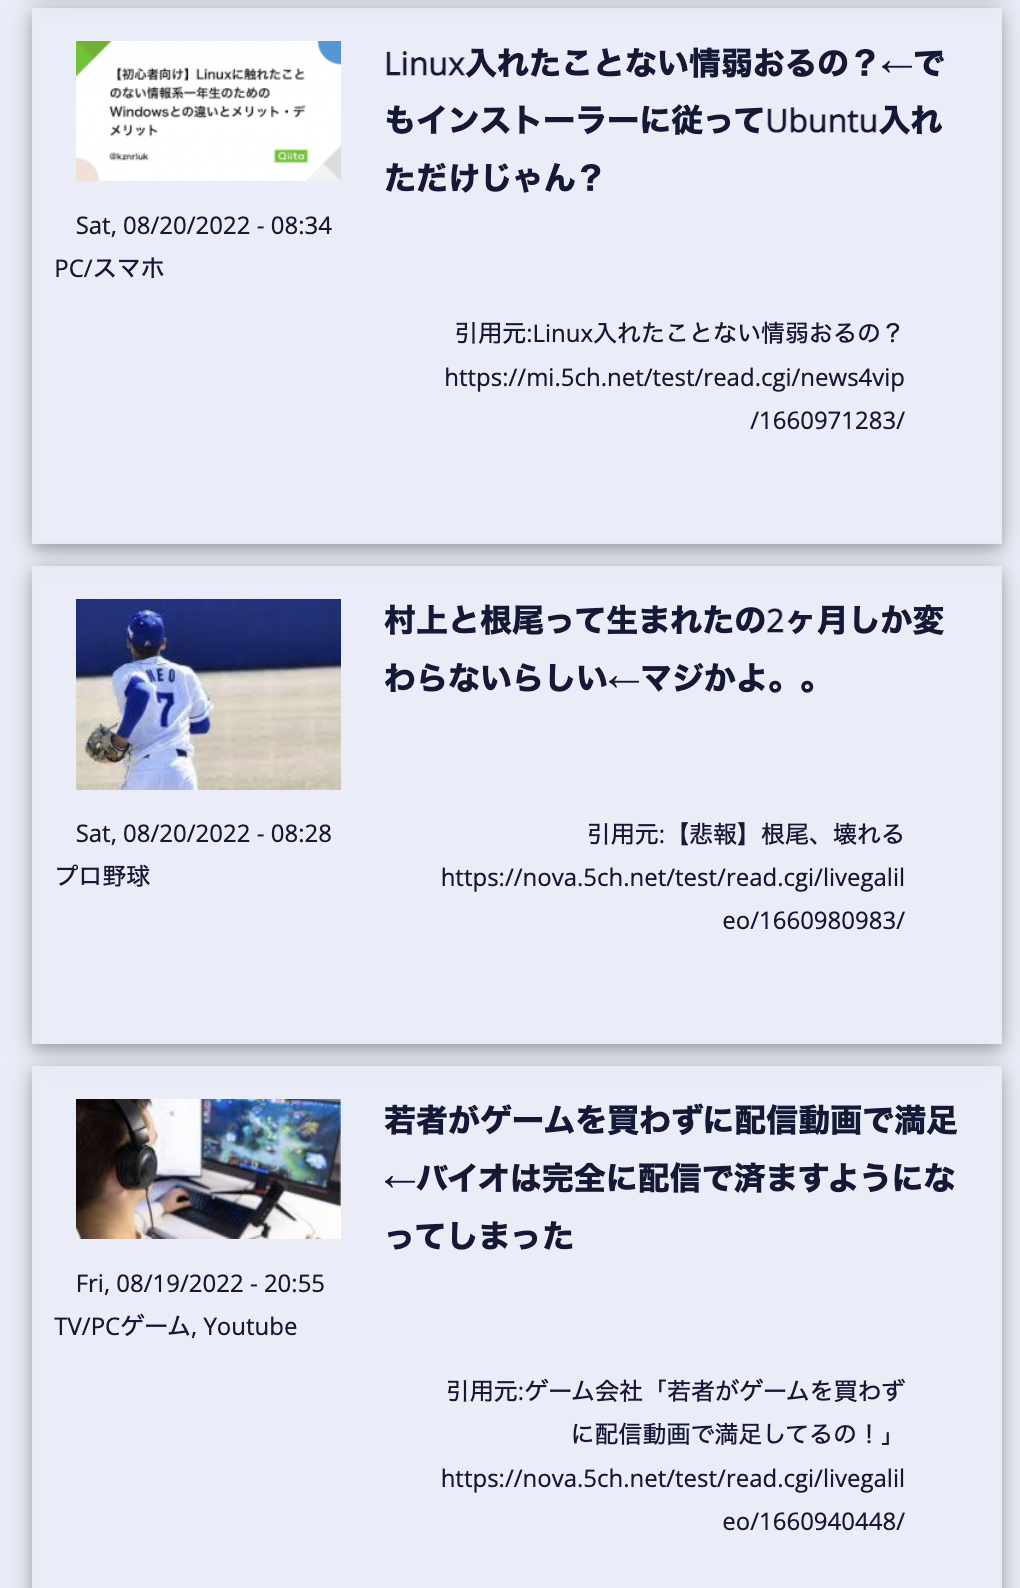 【初心者向け】Linuxに触れたこと
のない情報系一年生のための
Windowsとの違いとメリット・デ
メリット
@kznrluk
Qiita
Linux入れたことない情弱おるの？←で
もインストーラーに従ってUbuntu入れ
ただけじゃん？
Sat, 08/20/2022 - 08:34
PC/スマホ
引用元:Linux入れたことない情弱おるの？
https://mi.5ch.net/test/read.cgi/news4vip
/1660971283/
NEO
7
村上と根尾って生まれたの2ヶ月しか変
わらないらしい←マジかよ。。
Sat, 08/20/2022 - 08:28
プロ野球
引用元:【悲報】根尾、壊れる
https://nova.5ch.net/test/read.cgi/livegalil
eo/1660980983/
若者がゲームを買わずに配信動画で満足
←バイオは完全に配信で済ますようにな
ってしまった
Fri, 08/19/2022 - 20:55
TV/PCゲーム, Youtube
引用元:ゲーム会社「若者がゲームを買わず
に配信動画で満足してるの！」
https://nova.5ch.net/test/read.cgi/livegalil
eo/1660940448/